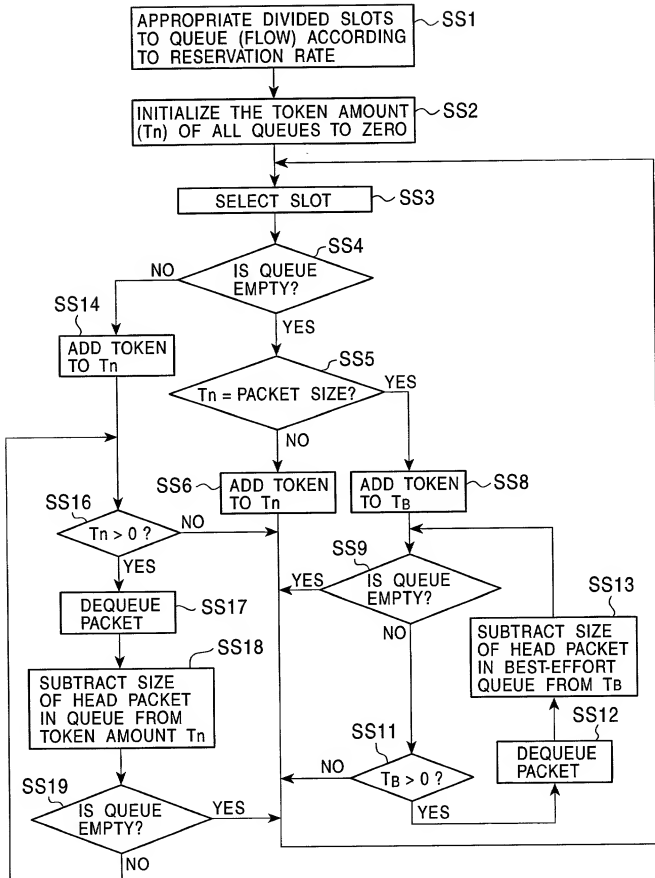 APPROPRIATE DIVIDED SLOTS
TO QUEUE (FLOW) ACCORDING
TO RESERVATION RATE
SS1
INITIALIZE THE TOKEN AMOUNT
(Tn) OF ALL QUEUES TO ZERO
SS2
SELECT SLOT
SS3
SS4
IS QUEUE
EMPTY?
NO
YES
SS14
ADD TOKEN
TO Tn
SS5
Tn = PACKET SIZE?
YES
NO
SS6
ADD TOKEN
TO Tn
ADD TOKEN
TO TB
SS8
SS16
Tn > 0 ?
NO
YES
SS9
IS QUEUE
EMPTY?
YES
NO
SS13
SUBTRACT SIZE
OF HEAD PACKET
IN BEST-EFFORT
QUEUE FROM TB
DEQUEUE
PACKET
SS17
SS18
SUBTRACT SIZE
OF HEAD PACKET
IN QUEUE FROM
TOKEN AMOUNT Tn
SS11
TB > 0 ?
NO
YES
SS12
DEQUEUE
PACKET
SS19
IS QUEUE
EMPTY?
YES
NO